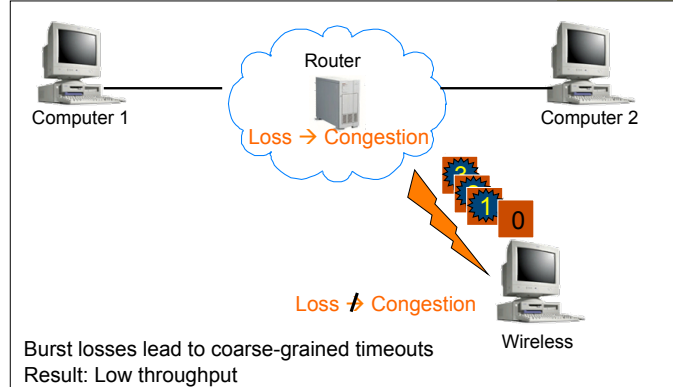 Router
Computer 1
Computer 2
Loss → Congestion
3
1
0
Loss ↛ Congestion
Wireless
Burst losses lead to coarse-grained timeouts
Result: Low throughput